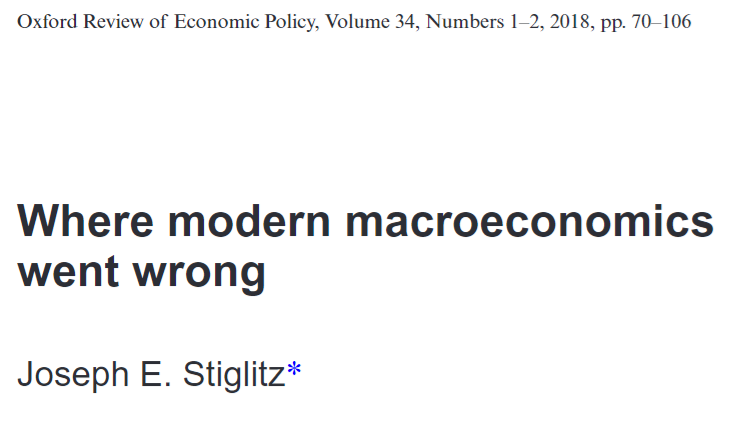 Oxford Review of Economic Policy, Volume 34, Numbers 1–2, 2018, pp. 70–106
Where modern macroeconomics
went wrong
Joseph E. Stiglitz*